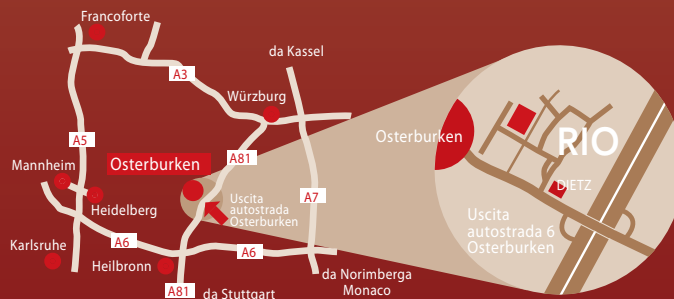 Francoforte
da Kassel
A3
Würzburg
A5
Osterburken
A81
Mannheim
Heidelberg
Uscita
autostrada
Osterburken
A7
Karlsruhe
A6
A6
Heilbronn
A81
da Stuttgart
da Norimberga
Monaco
Osterburken
RIO
DIETZ
Uscita
autostrada 6
Osterburken